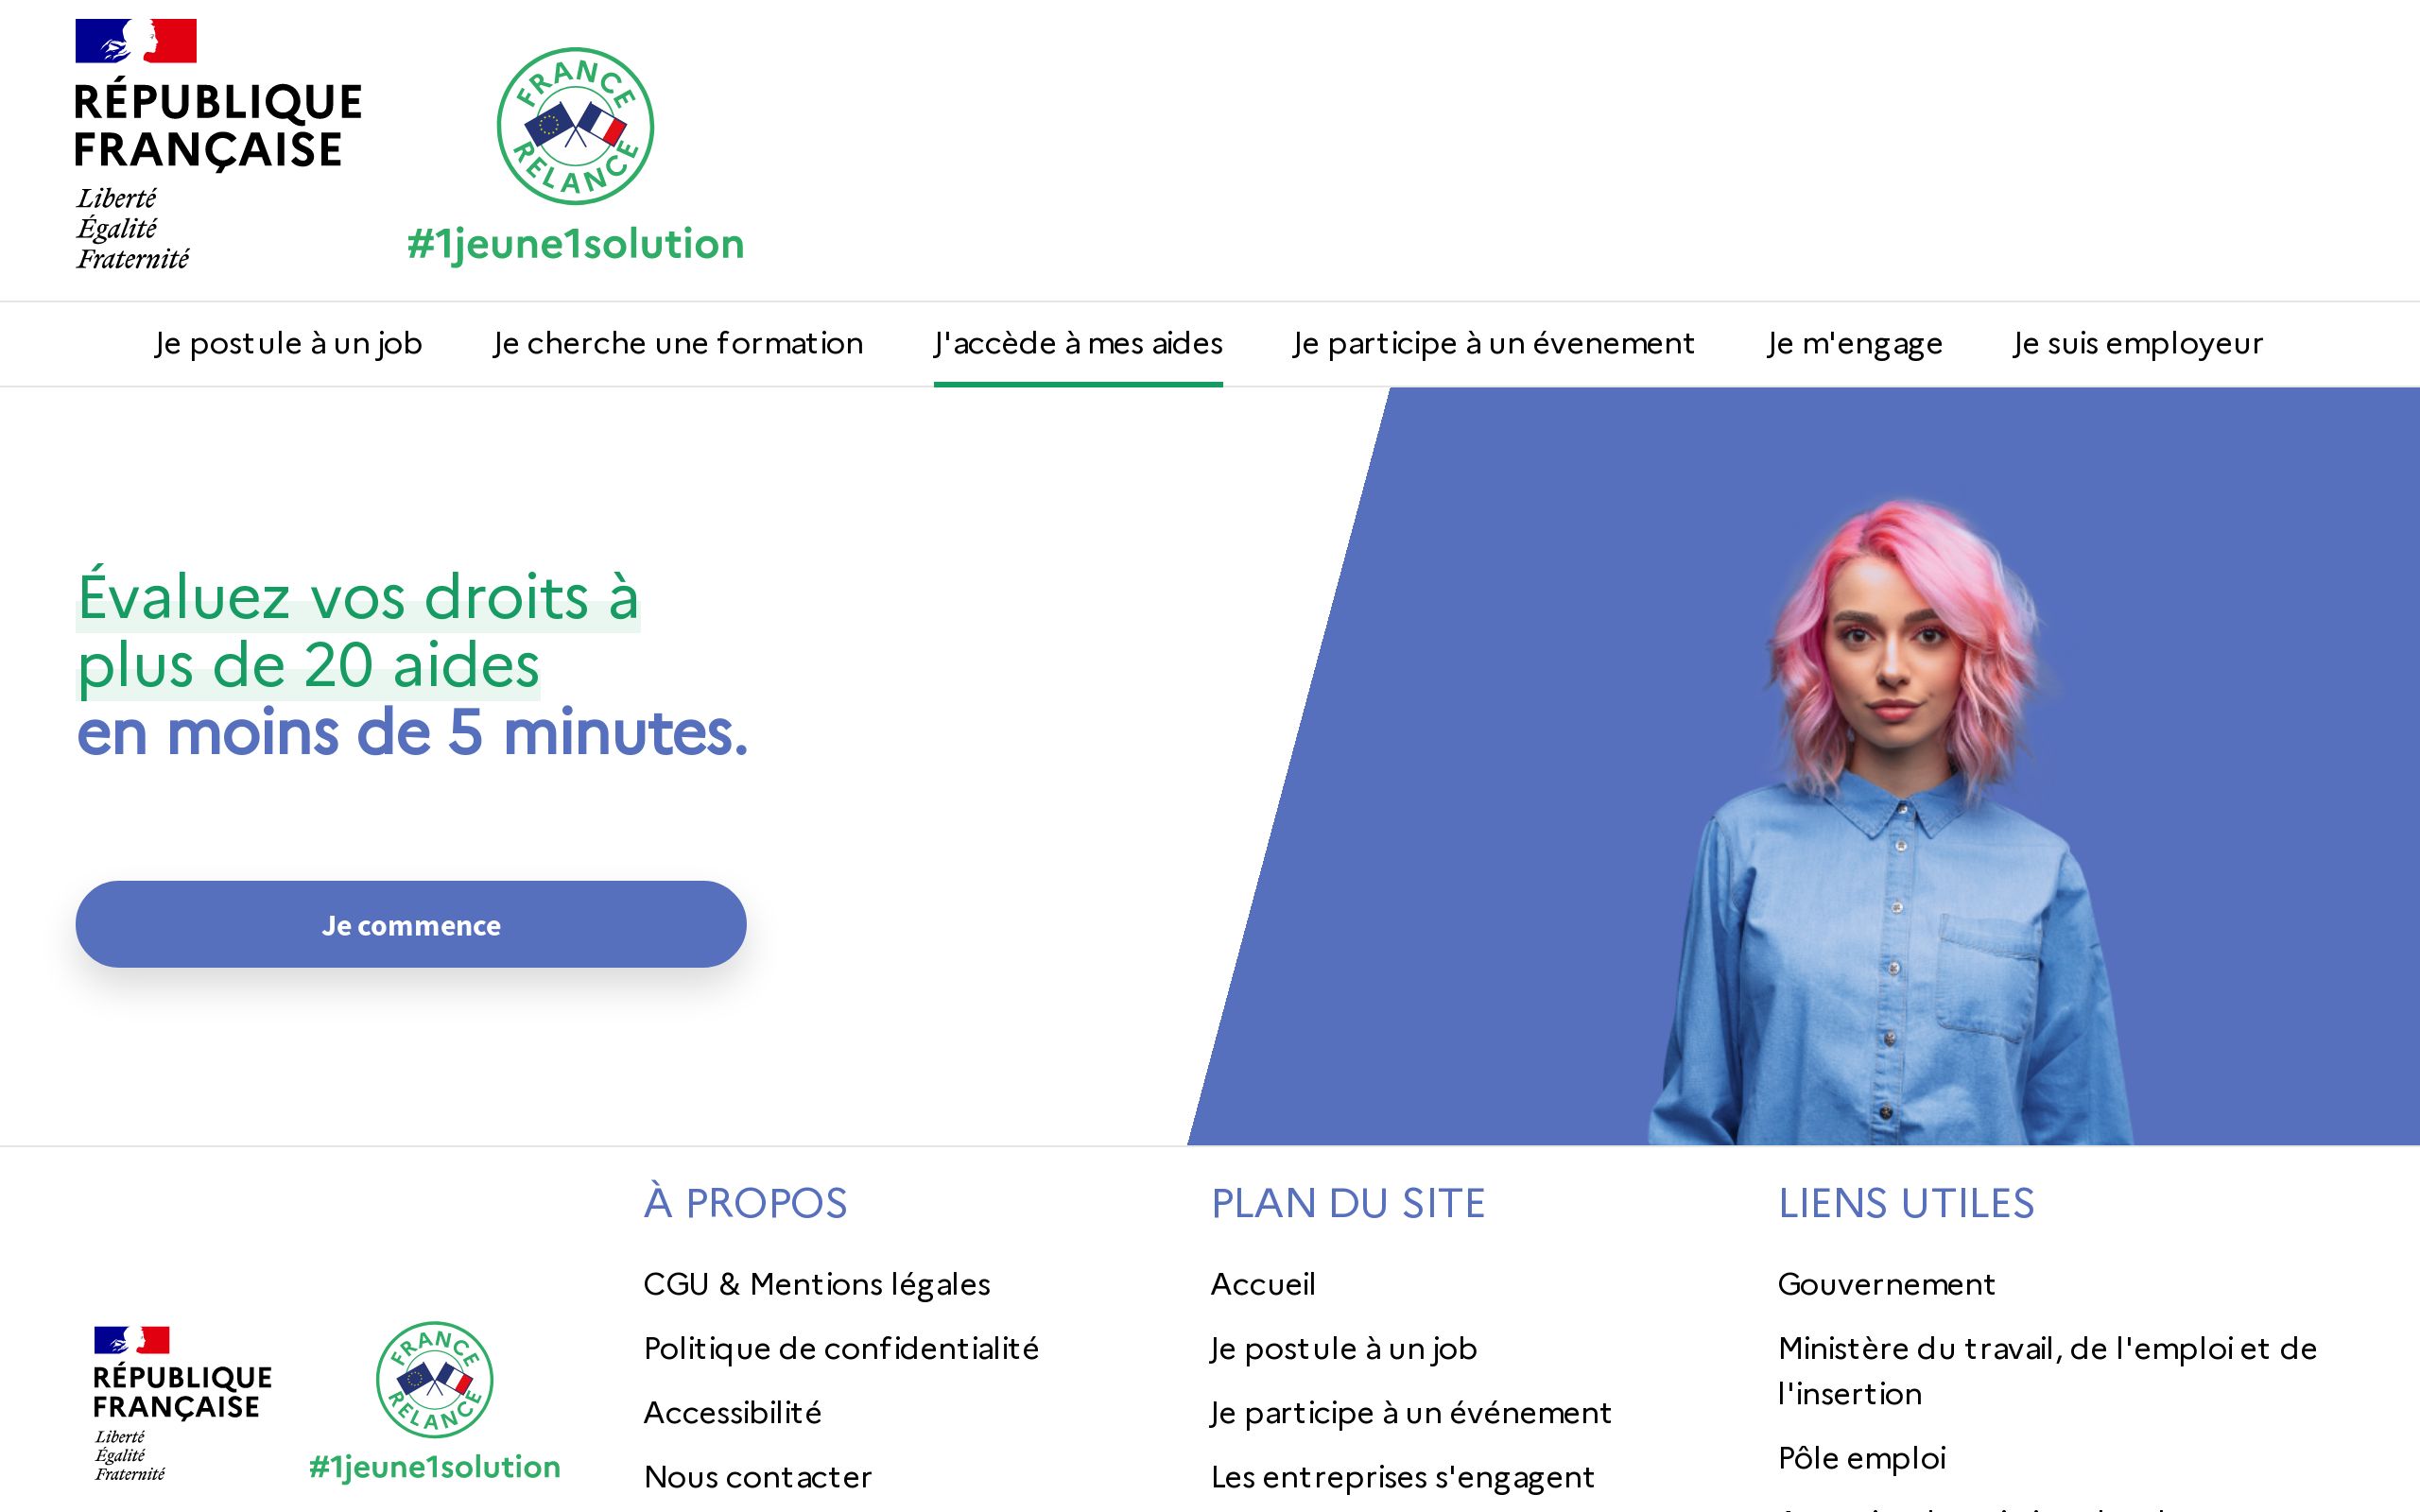 RÉPUBLIQUE
FRANÇAISE
Liberté
Égalité
Fraternité
FRANCE
RELANCE
#1jeune1solution
Je postule à un job
Je cherche une formation
J'accède à mes aides
Je participe à un évenement
Je m'engage
Je suis employeur
Évaluez vos droits à
plus de 20 aides
en moins de 5 minutes.
Je commence
RÉPUBLIQUE
FRANÇAISE
Liberté
Égalité
Fraternité
FRANCE
RELANCE
#1jeune1solution
À PROPOS
CGU & Mentions légales
Politique de confidentialité
Accessibilité
Nous contacter
PLAN DU SITE
Accueil
Je postule à un job
Je participe à un événement
Les entreprises s'engagent
LIENS UTILES
Gouvernement
Ministère du travail, de l'emploi et de
l'insertion
Pôle emploi